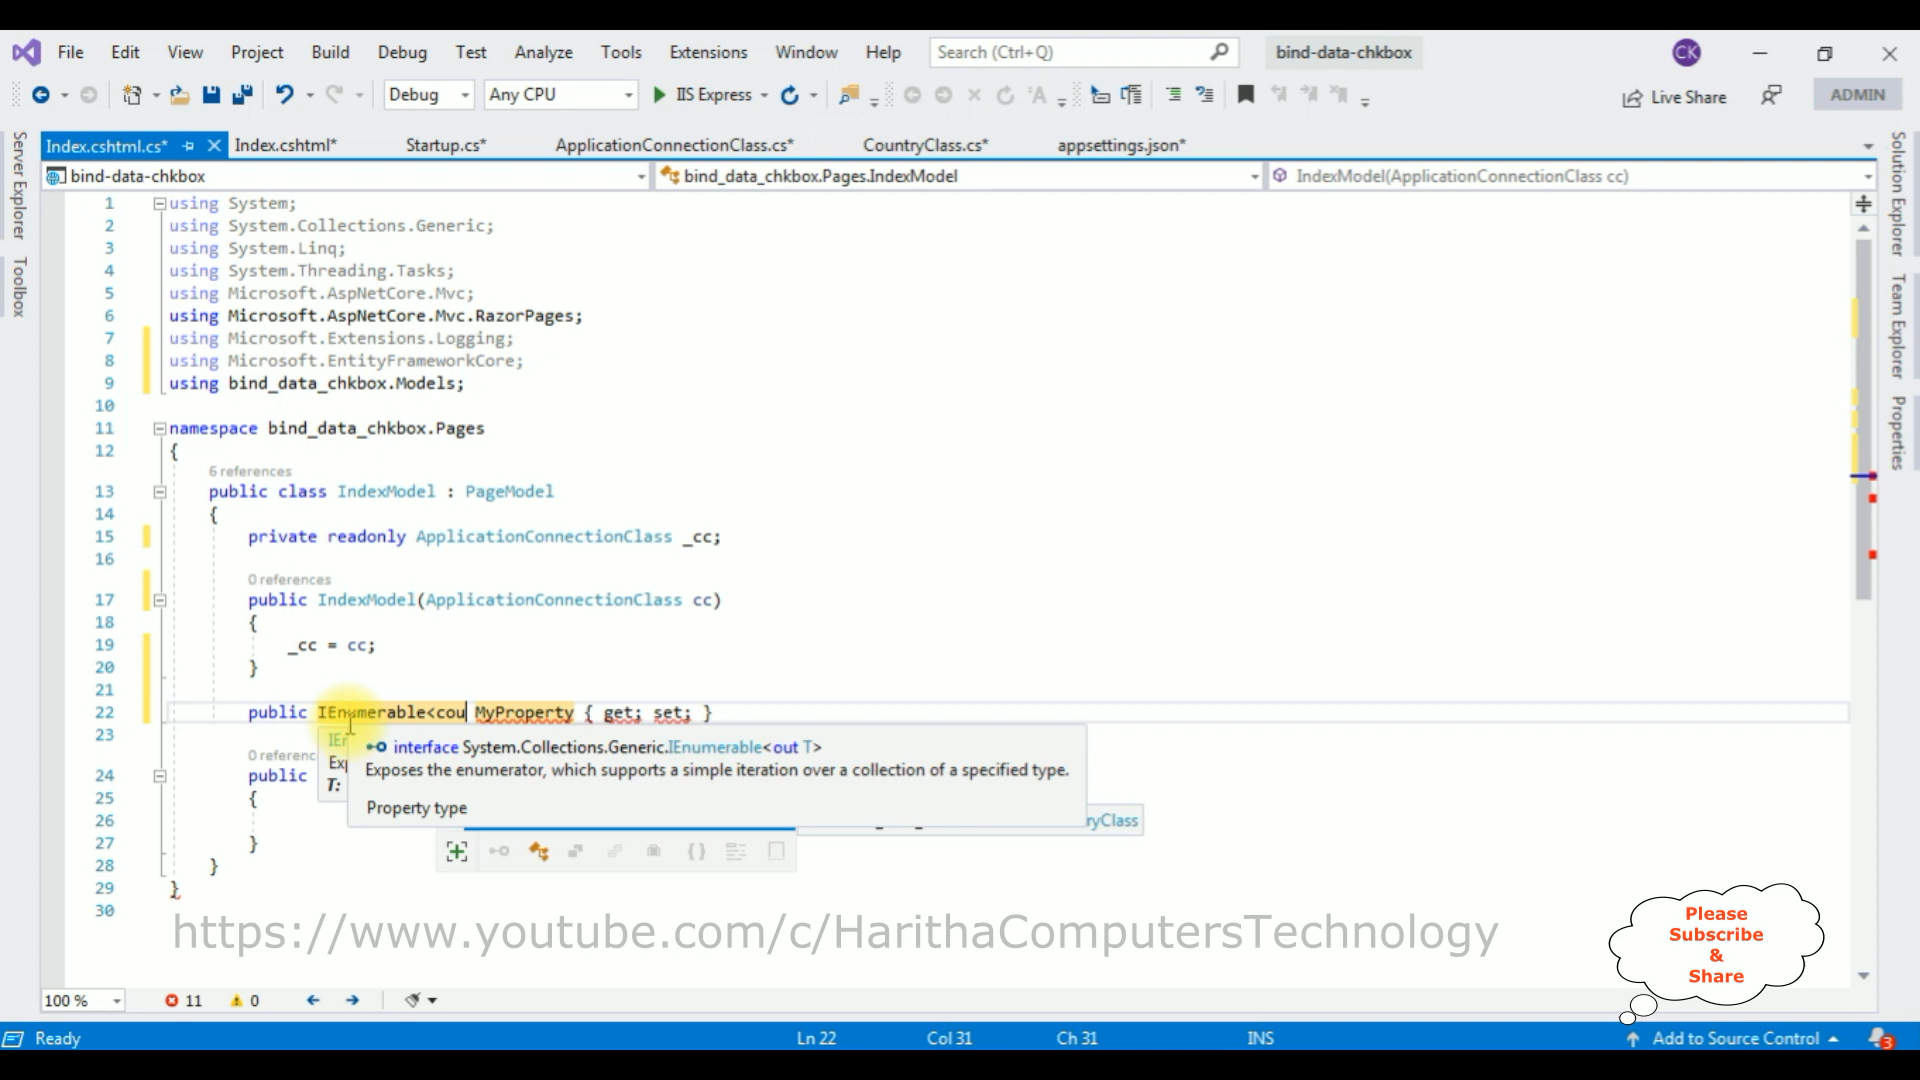 File Edit View Project Build Debug Test Analyze Tools Extensions Window Help Search (Ctrl+Q) bind-data-chkbox CK
Debug Any CPU IIS Express Live Share ADMIN
Index.cshtml.cs* Index.cshtml* Startup.cs* ApplicationConnectionClass.cs* CountryClass.cs* appsettings.json*
bind-data-chkbox bind_data_chkbox.Pages.IndexModel IndexModel(ApplicationConnectionClass cc)
Server Explorer
Toolbox
Solution Explorer
Team Explorer
Properties
1 using System;
2 using System.Collections.Generic;
3 using System.Linq;
4 using System.Threading.Tasks;
5 using Microsoft.AspNetCore.Mvc;
6 using Microsoft.AspNetCore.Mvc.RazorPages;
7 using Microsoft.Extensions.Logging;
8 using Microsoft.EntityFrameworkCore;
9 using bind_data_chkbox.Models;
10
11 namespace bind_data_chkbox.Pages
12 {
6 references
13 public class IndexModel : PageModel
14 {
15 private readonly ApplicationConnectionClass _cc;
16
0 references
17 public IndexModel(ApplicationConnectionClass cc)
18 {
19 _cc = cc;
20 }
21
22 public IEnumerable<cou MyProperty { get; set; }
23
interface System.Collections.Generic.IEnumerable<out T>
0 referenc
Exposes the enumerator, which supports a simple iteration over a collection of a specified type.
24 public
T:
25 {
Property type
26 ryClass
27 }
28 }
29 }
30
https://www.youtube.com/c/HarithaComputersTechnology
Please
Subscribe
&
Share
100 % 11 0
Ready Ln 22 Col 31 Ch 31 INS Add to Source Control 3